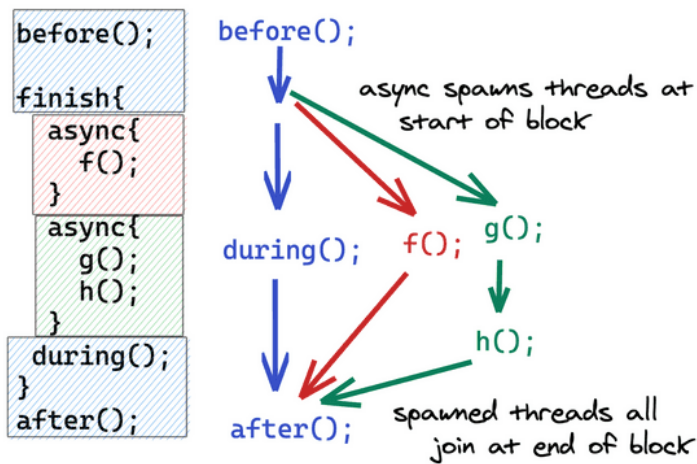 before();
finish{
async{
f();
}
async{
g();
h();
}
during();
}
after();
before();
async spawns threads at
start of block
during();
f();
g();
h();
after();
spawned threads all
join at end of block